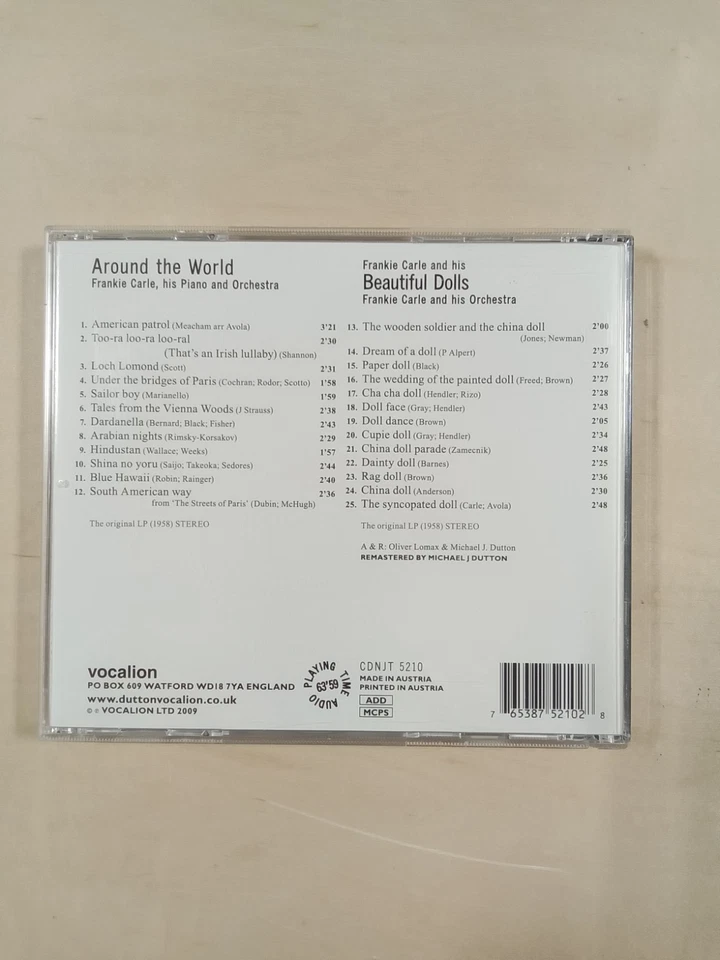 Around the World
Frankie Carle, his Piano and Orchestra
1. American patrol (Meacham arr Avola) 3'21
2. Too-ra loo-ra loo-ral 2'30
(That's an Irish lullaby) (Shannon)
3. Loch Lomond (Scott) 2'31
4. Under the bridges of Paris (Cochran; Rodor; Scotto) 1'58
5. Sailor boy (Marianello) 1'59
6. Tales from the Vienna Woods (J Strauss) 2'38
7. Dardanella (Bernard; Black; Fisher) 2'43
8. Arabian nights (Rimsky-Korsakov) 2'29
9. Hindustan (Wallace; Weeks) 1'57
10. Shina no yoru (Saijo; Takeoka; Sedores) 2'44
11. Blue Hawaii (Robin; Rainger) 2'40
12. South American way 2'36
from 'The Streets of Paris' (Dubin; McHugh)
The original LP (1958) STEREO
Frankie Carle and his
Beautiful Dolls
Frankie Carle and his Orchestra
13. The wooden soldier and the china doll 2'00
(Jones; Newman)
14. Dream of a doll (P Alpert) 2'37
15. Paper doll (Black) 2'26
16. The wedding of the painted doll (Freed; Brown) 2'27
17. Cha cha doll (Hendler; Rizo) 2'28
18. Doll face (Gray; Hendler) 2'43
19. Doll dance (Brown) 2'05
20. Cupie doll (Gray; Hendler) 2'34
21. China doll parade (Zamecnik) 2'48
22. Dainty doll (Barnes) 2'25
23. Rag doll (Brown) 2'36
24. China doll (Anderson) 2'30
25. The syncopated doll (Carle; Avola) 2'48
The original LP (1958) STEREO
A & R: Oliver Lomax & Michael J. Dutton
REMASTERED BY MICHAEL J DUTTON
vocalion
PO BOX 609 WATFORD WD18 7YA ENGLAND
www.duttonvocalion.co.uk
© ℗ VOCALION LTD 2009
AUDIO PLAYING TIME
63'59
CDNJT 5210
MADE IN AUSTRIA
PRINTED IN AUSTRIA
ADD
MCPS
7 65387 52102 8